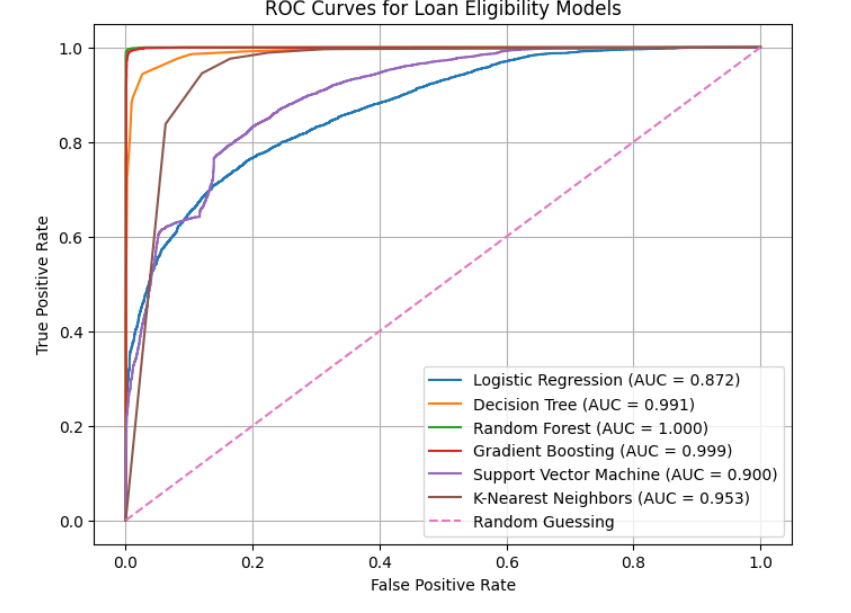 ROC Curves for Loan Eligibility Models
1.0
0.8
0.6
0.4
0.2
0.0
True Positive Rate
Logistic Regression (AUC = 0.872)
Decision Tree (AUC = 0.991)
Random Forest (AUC = 1.000)
Gradient Boosting (AUC = 0.999)
Support Vector Machine (AUC = 0.900)
K-Nearest Neighbors (AUC = 0.953)
Random Guessing
0.0 0.2 0.4 0.6 0.8 1.0
False Positive Rate